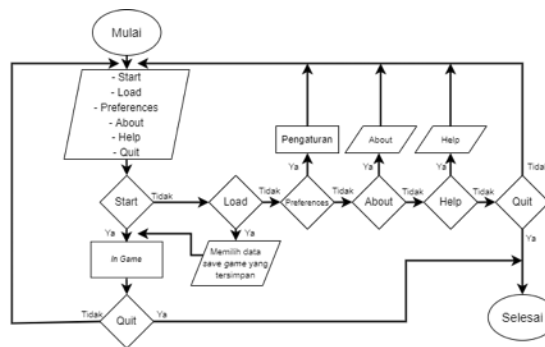 Mulai
- Start
- Load
- Preferences
- About
- Help
- Quit
Pengaturan
About
Help
Ya
Ya
Ya
Tidak
Start
Tidak
Load
Tidak
Preferences
Tidak
About
Tidak
Help
Tidak
Quit
Ya
Ya
Ya
In Game
Memilih data
save game yang
tersimpan
Tidak
Quit
Ya
Selesai